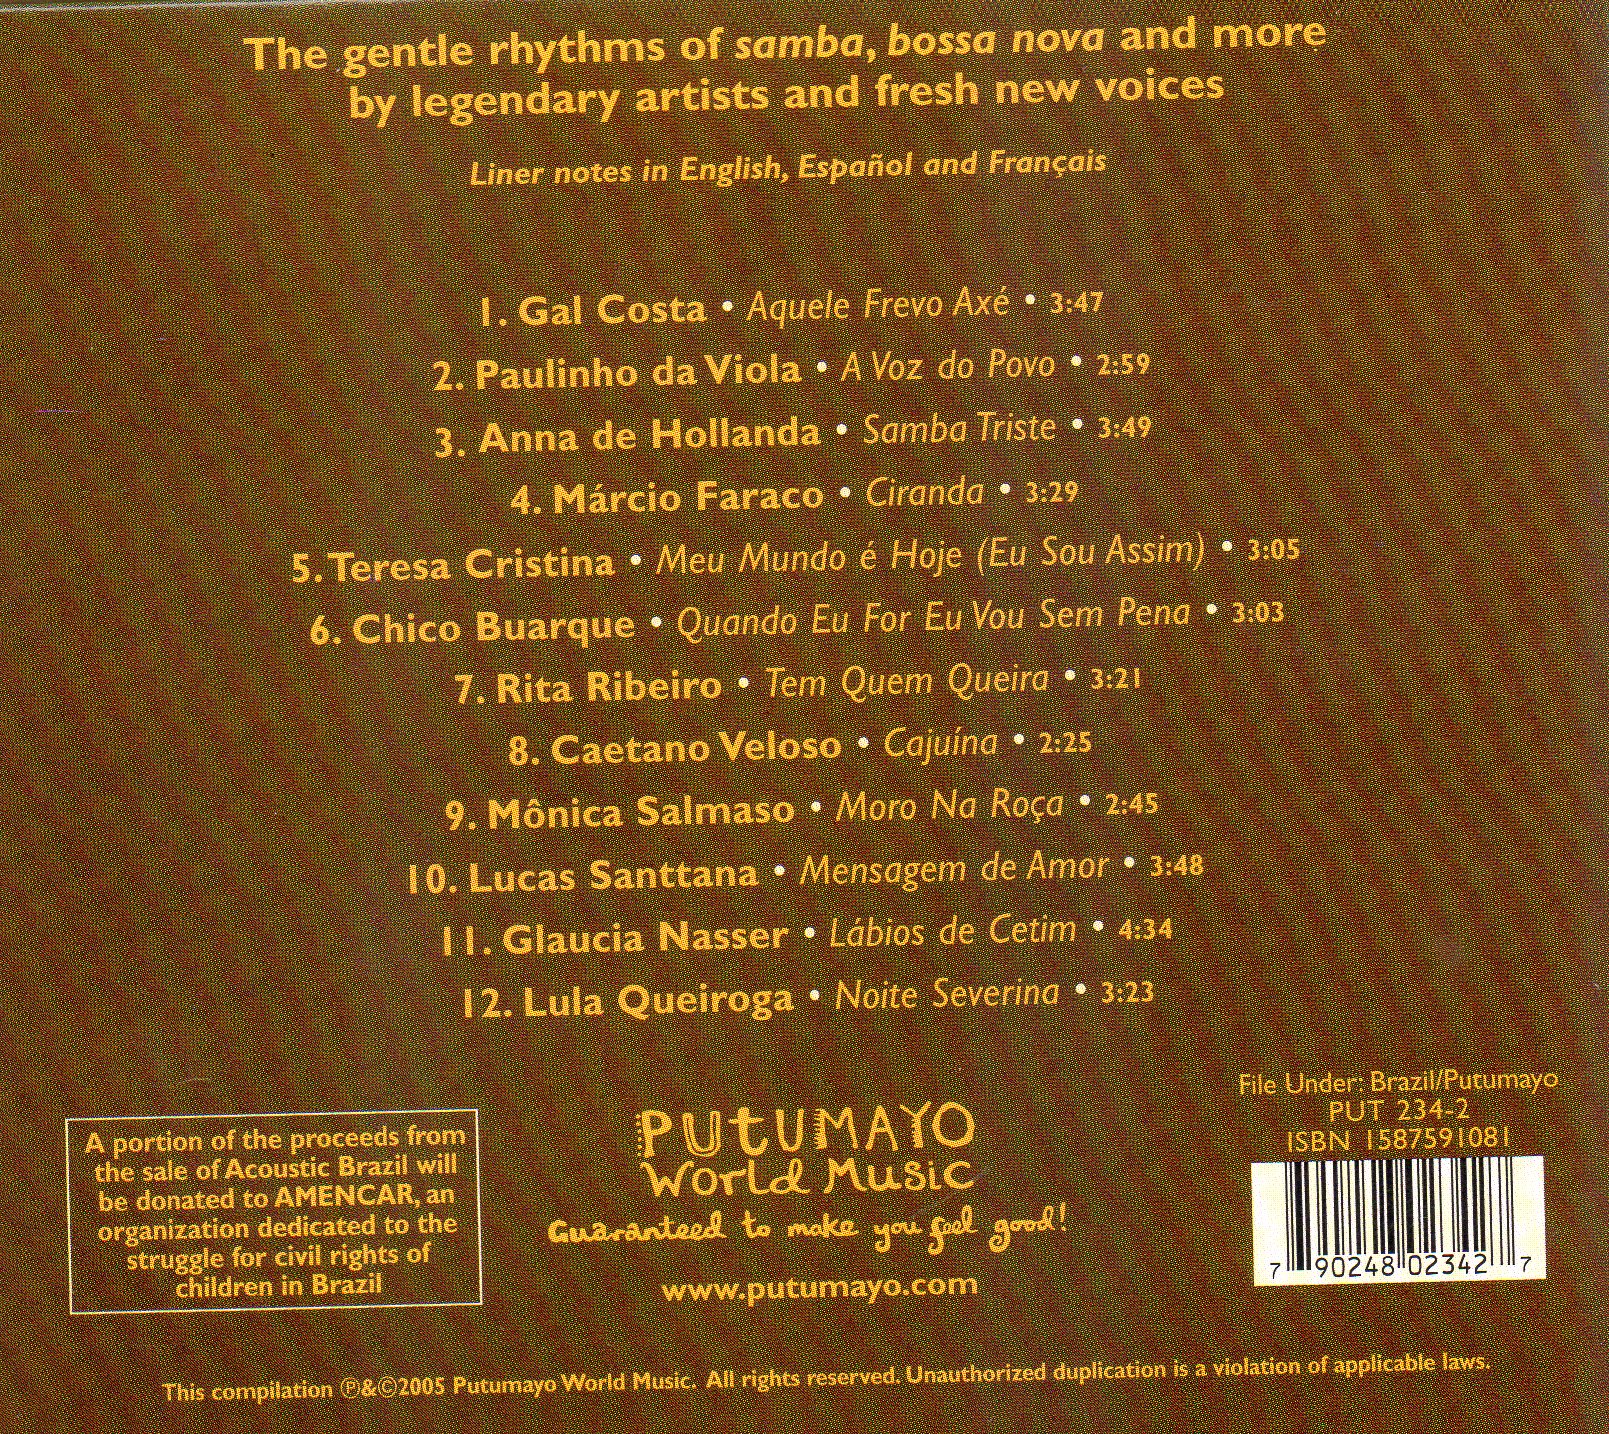 The gentle rhythms of samba, bossa nova and more
by legendary artists and fresh new voices
Liner notes in English, Español and Français
1. Gal Costa • Aquele Frevo Axé • 3:47
2. Paulinho da Viola • A Voz do Povo • 2:59
3. Anna de Hollanda • Samba Triste • 3:49
4. Márcio Faraco • Ciranda • 3:29
5. Teresa Cristina • Meu Mundo é Hoje (Eu Sou Assim) • 3:05
6. Chico Buarque • Quando Eu For Eu Vou Sem Pena • 3:03
7. Rita Ribeiro • Tem Quem Queira • 3:21
8. Caetano Veloso • Cajuína • 2:25
9. Mônica Salmaso • Moro Na Roça • 2:45
10. Lucas Santtana • Mensagem de Amor • 3:48
11. Glaucia Nasser • Lábios de Cetim • 4:34
12. Lula Queiroga • Noite Severina • 3:23
A portion of the proceeds from
the sale of Acoustic Brazil will
be donated to AMENCAR, an
organization dedicated to the
struggle for civil rights of
children in Brazil
PUTUMAYO
World Music
Guaranteed to make you feel good!
www.putumayo.com
File Under: Brazil/Putumayo
PUT 234-2
ISBN 1587591081
7 90248 02342 7
This compilation ℗&©2005 Putumayo World Music. All rights reserved. Unauthorized duplication is a violation of applicable laws.